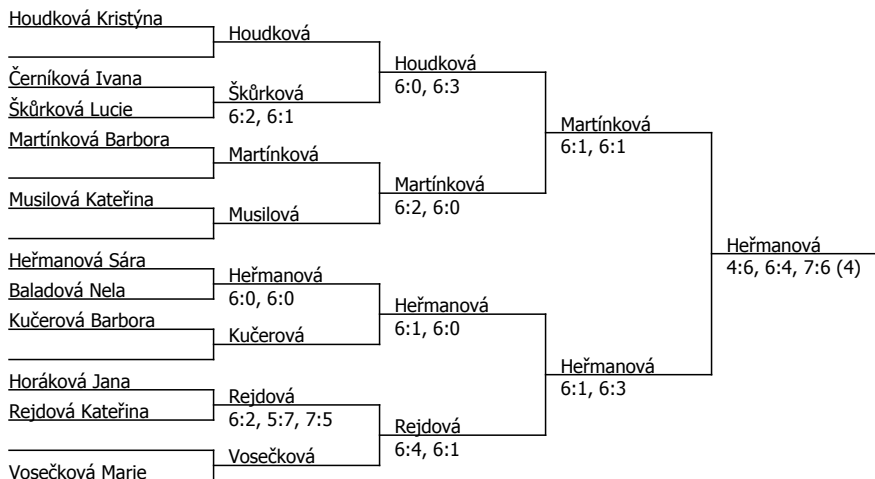 Houdková Kristýna
Černíková Ivana
Škůrková Lucie
Martínková Barbora
Musilová Kateřina
Heřmanová Sára
Baladová Nela
Kučerová Barbora
Horáková Jana
Rejdová Kateřina
Vosečková Marie
Houdková
Škůrková
6:2, 6:1
Martínková
Musilová
Heřmanová
6:0, 6:0
Kučerová
Rejdová
6:2, 5:7, 7:5
Vosečková
Houdková
6:0, 6:3
Martínková
6:2, 6:0
Heřmanová
6:1, 6:0
Rejdová
6:4, 6:1
Martínková
6:1, 6:1
Heřmanová
6:1, 6:3
Heřmanová
4:6, 6:4, 7:6 (4)